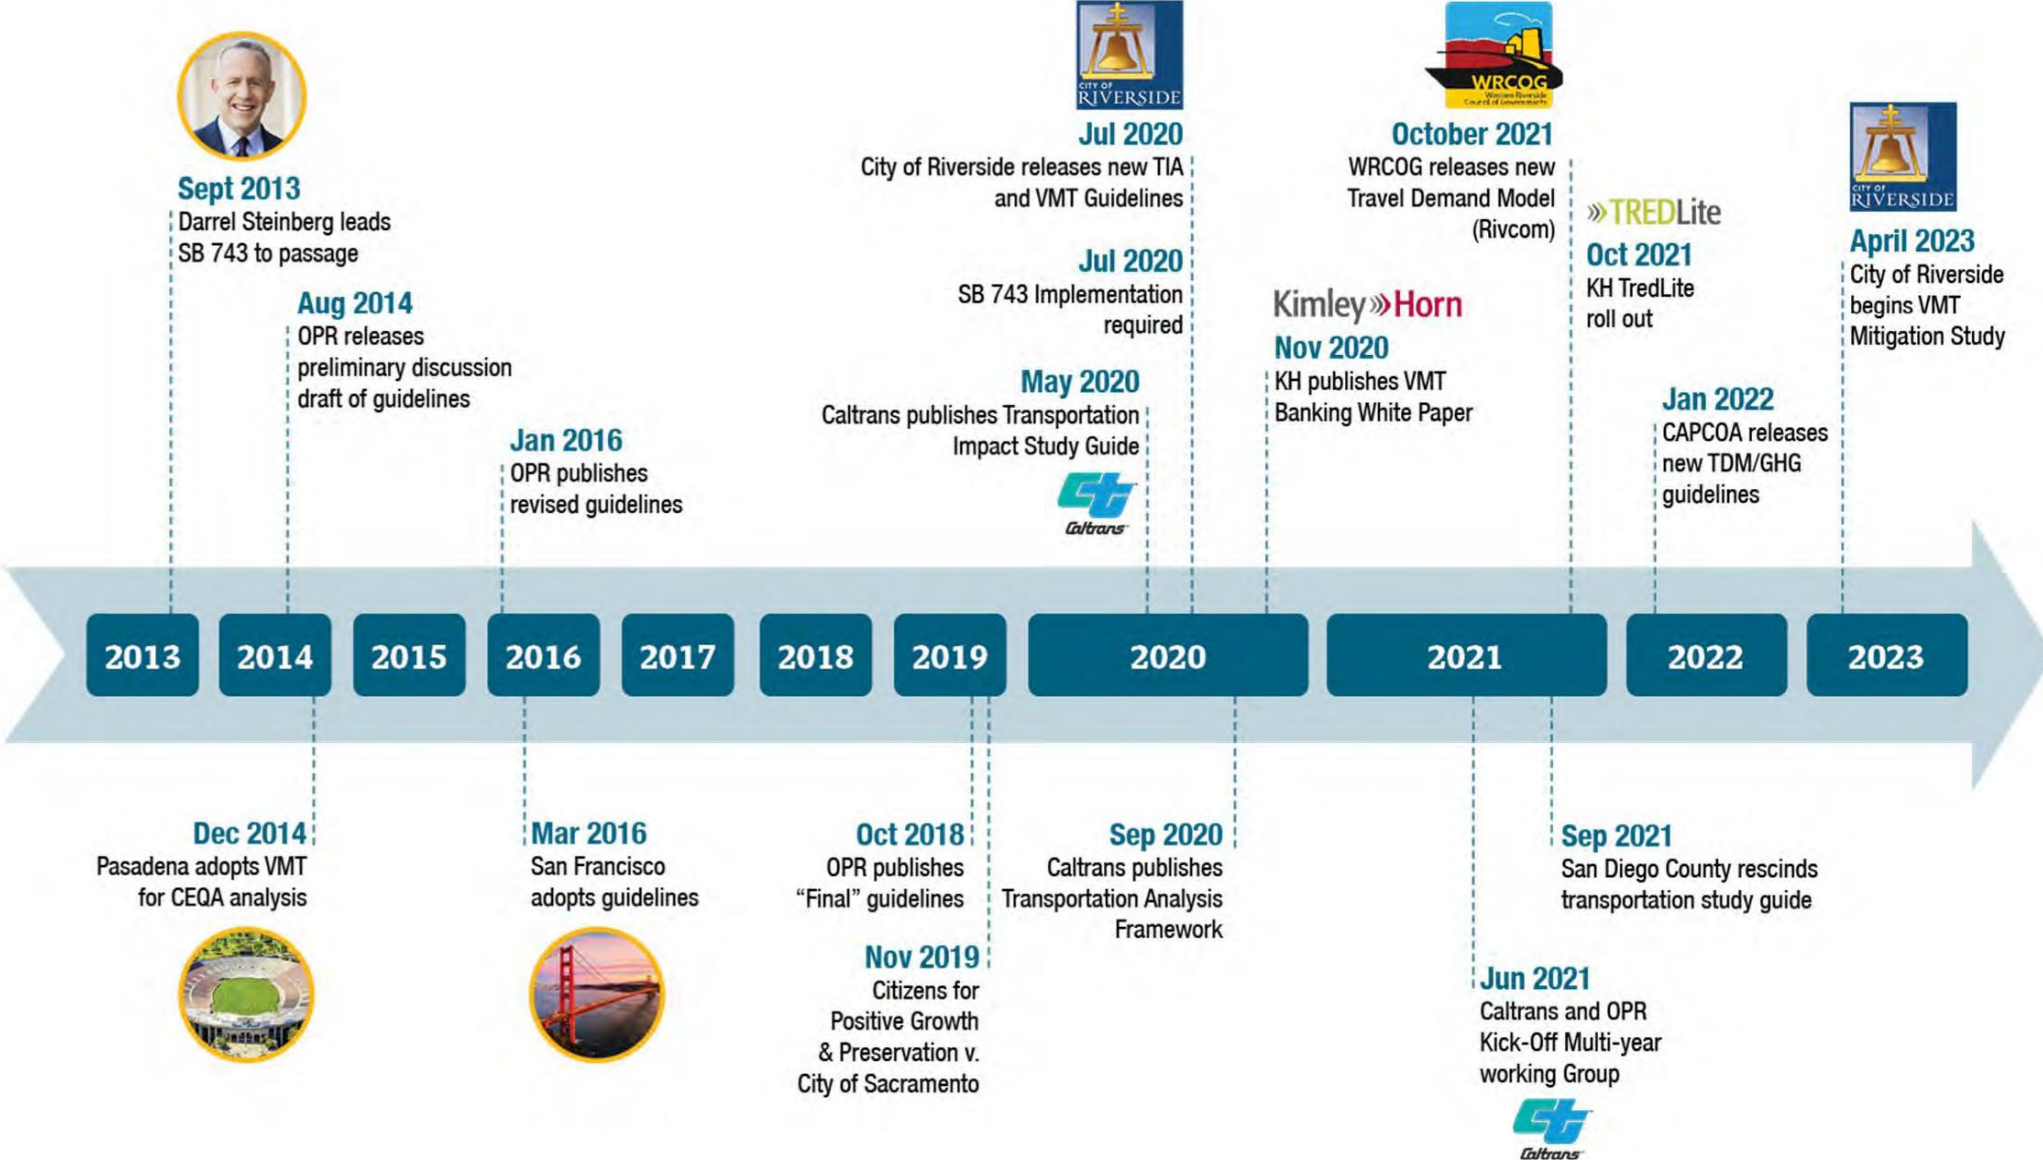 Sept 2013
Darrel Steinberg leads
SB 743 to passage
Aug 2014
OPR releases
preliminary discussion
draft of guidelines
Jan 2016
OPR publishes
revised guidelines
CITY OF
RIVERSIDE
Jul 2020
City of Riverside releases new TIA
and VMT Guidelines
Jul 2020
SB 743 Implementation
required
May 2020
Caltrans publishes Transportation
Impact Study Guide
Caltrans
Kimley»Horn
Nov 2020
KH publishes VMT
Banking White Paper
WRCOG
Western Riverside
Council of Governments
October 2021
WRCOG releases new
Travel Demand Model
(Rivcom)
TREDLite
Oct 2021
KH TredLite
roll out
Jan 2022
CAPCOA releases
new TDM/GHG
guidelines
CITY OF
RIVERSIDE
April 2023
City of Riverside
begins VMT
Mitigation Study
2013
2014
2015
2016
2017
2018
2019
2020
2021
2022
2023
Dec 2014
Pasadena adopts VMT
for CEQA analysis
Mar 2016
San Francisco
adopts guidelines
Oct 2018
OPR publishes
“Final” guidelines
Nov 2019
Citizens for
Positive Growth
& Preservation v.
City of Sacramento
Sep 2020
Caltrans publishes
Transportation Analysis
Framework
Jun 2021
Caltrans and OPR
Kick-Off Multi-year
working Group
Caltrans
Sep 2021
San Diego County rescinds
transportation study guide